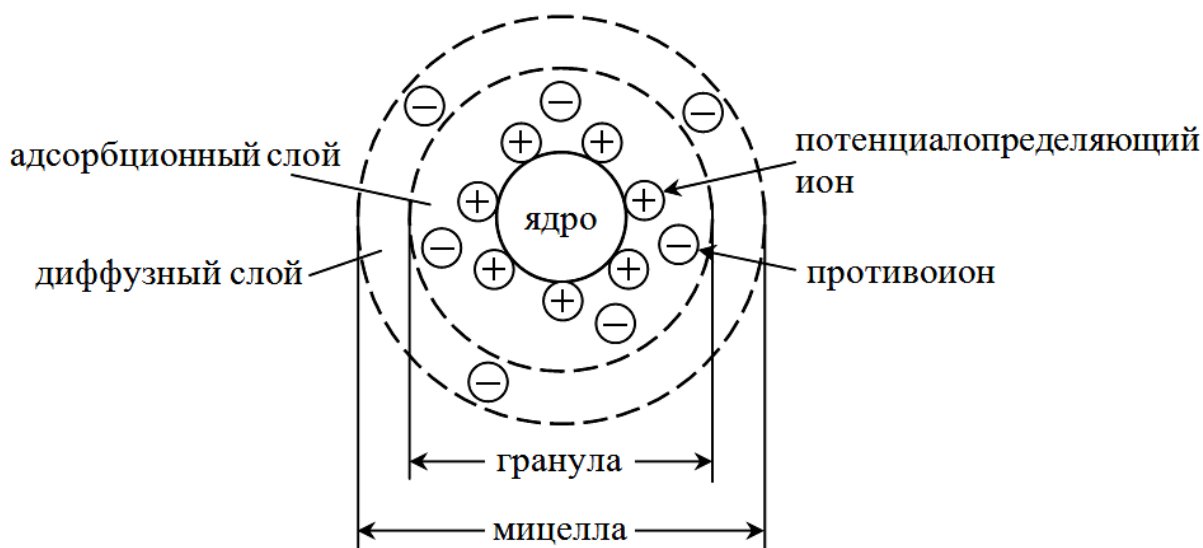 адсорбционный слой
диффузный слой
ядро
потенциалопределяющий
ион
противоион
гранула
мицелла